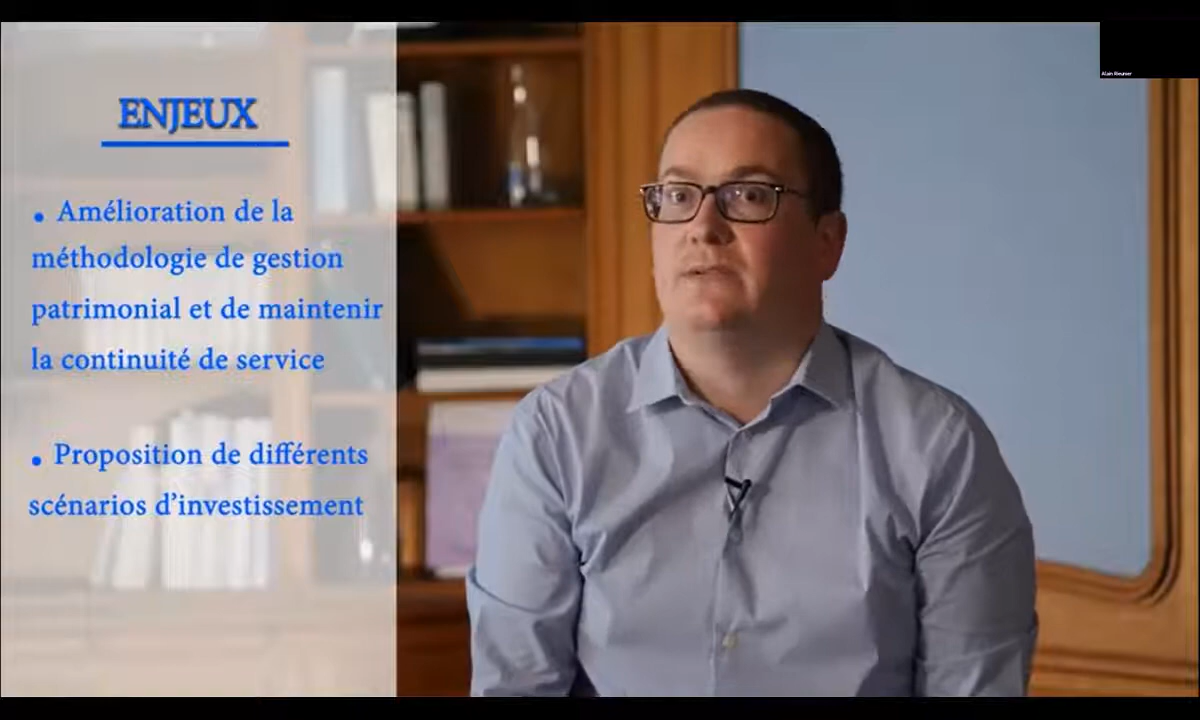 ENJEUX
. Amélioration de la
méthodologie de gestion
patrimonial et de maintenir
la continuité de service
. Proposition de différents
scénarios d’investissement